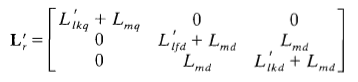 L'_r = [ L'_lkq + L_mq 0 0
0 L'_lfd + L_md L_md
0 L_md L'_lkd + L_md ]